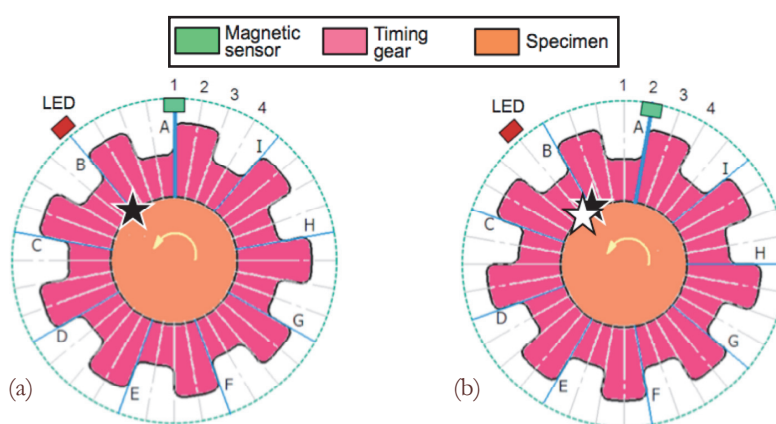 Magnetic sensor
Timing gear
Specimen
LED
1
2
3
4
A
B
C
D
E
F
G
H
I
(a)
LED
1
2
3
4
A
B
C
D
E
F
G
H
I
(b)